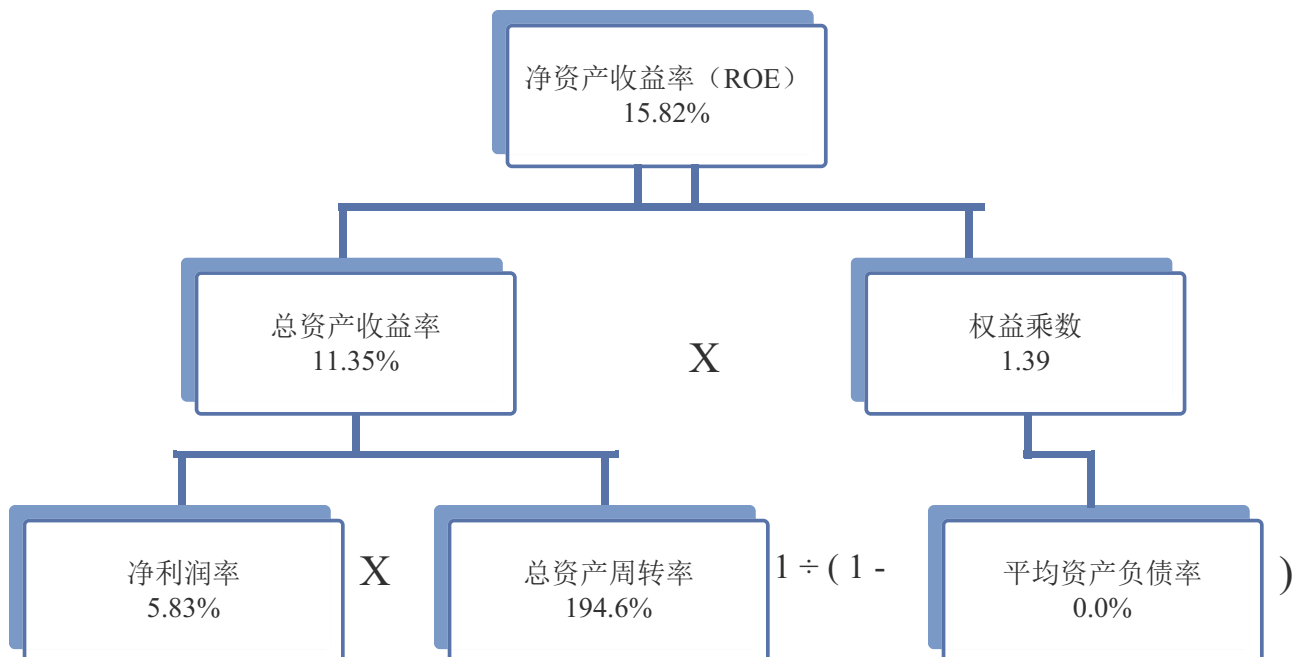 净资产收益率（ROE）
15.82%
总资产收益率
11.35%
X
权益乘数
1.39
净利润率
5.83%
X
总资产周转率
194.6%
1 ÷ ( 1 -
平均资产负债率
0.0%
)